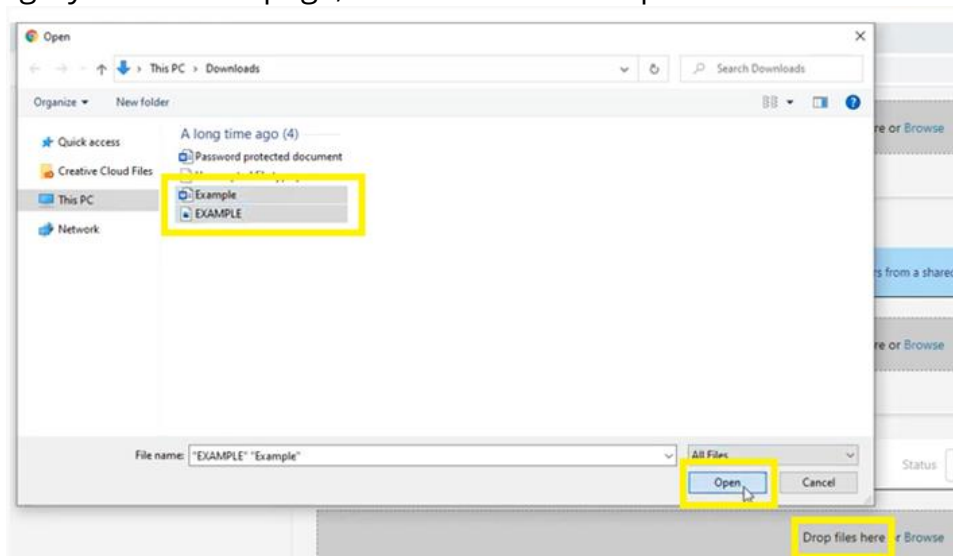 Open
This PC > Downloads
Search Downloads
Organize
New folder
re or Browse
Quick access
Creative Cloud Files
This PC
Network
A long time ago (4)
Password protected document
Example
EXAMPLE
rs from a shared
re or Browse
File name: "EXAMPLE" "Example"
All Files
Status
Open
Cancel
Drop files here or Browse